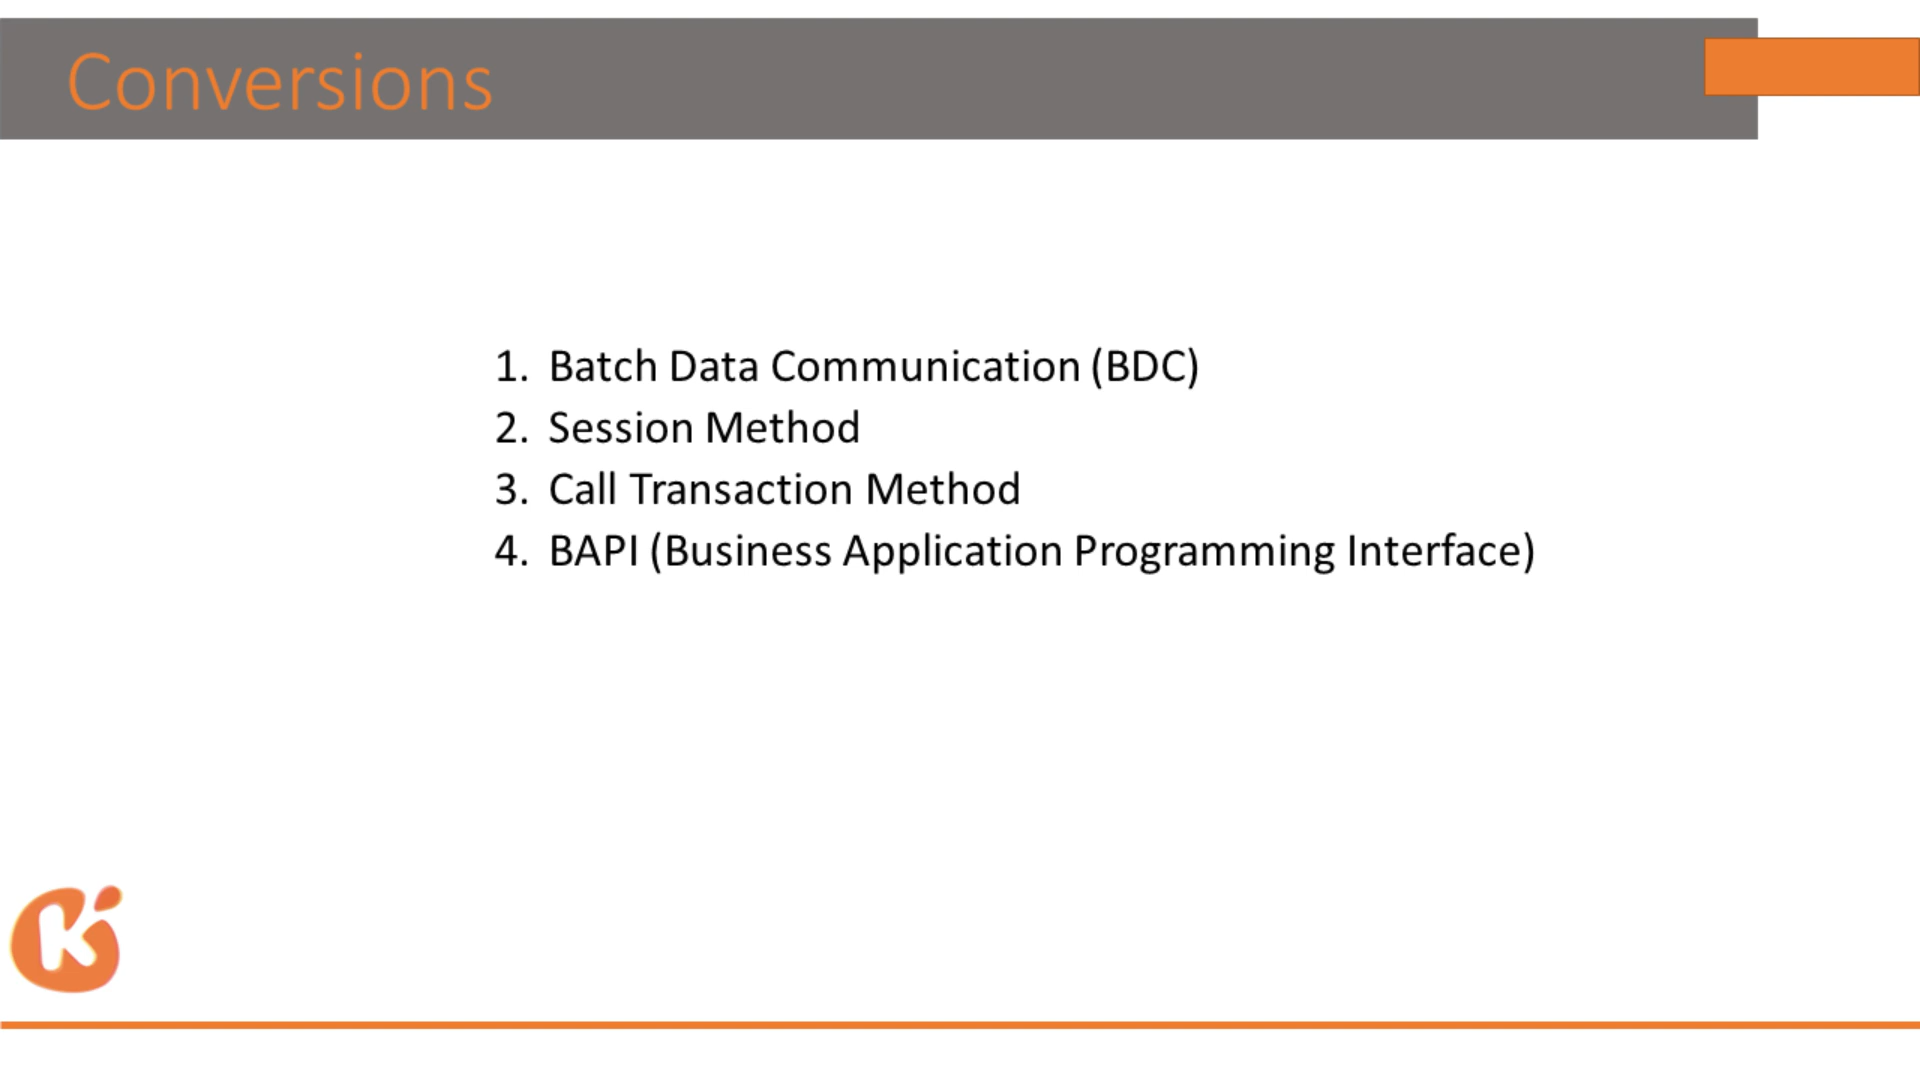 Conversions
1. Batch Data Communication (BDC)
2. Session Method
3. Call Transaction Method
4. BAPI (Business Application Programming Interface)
K